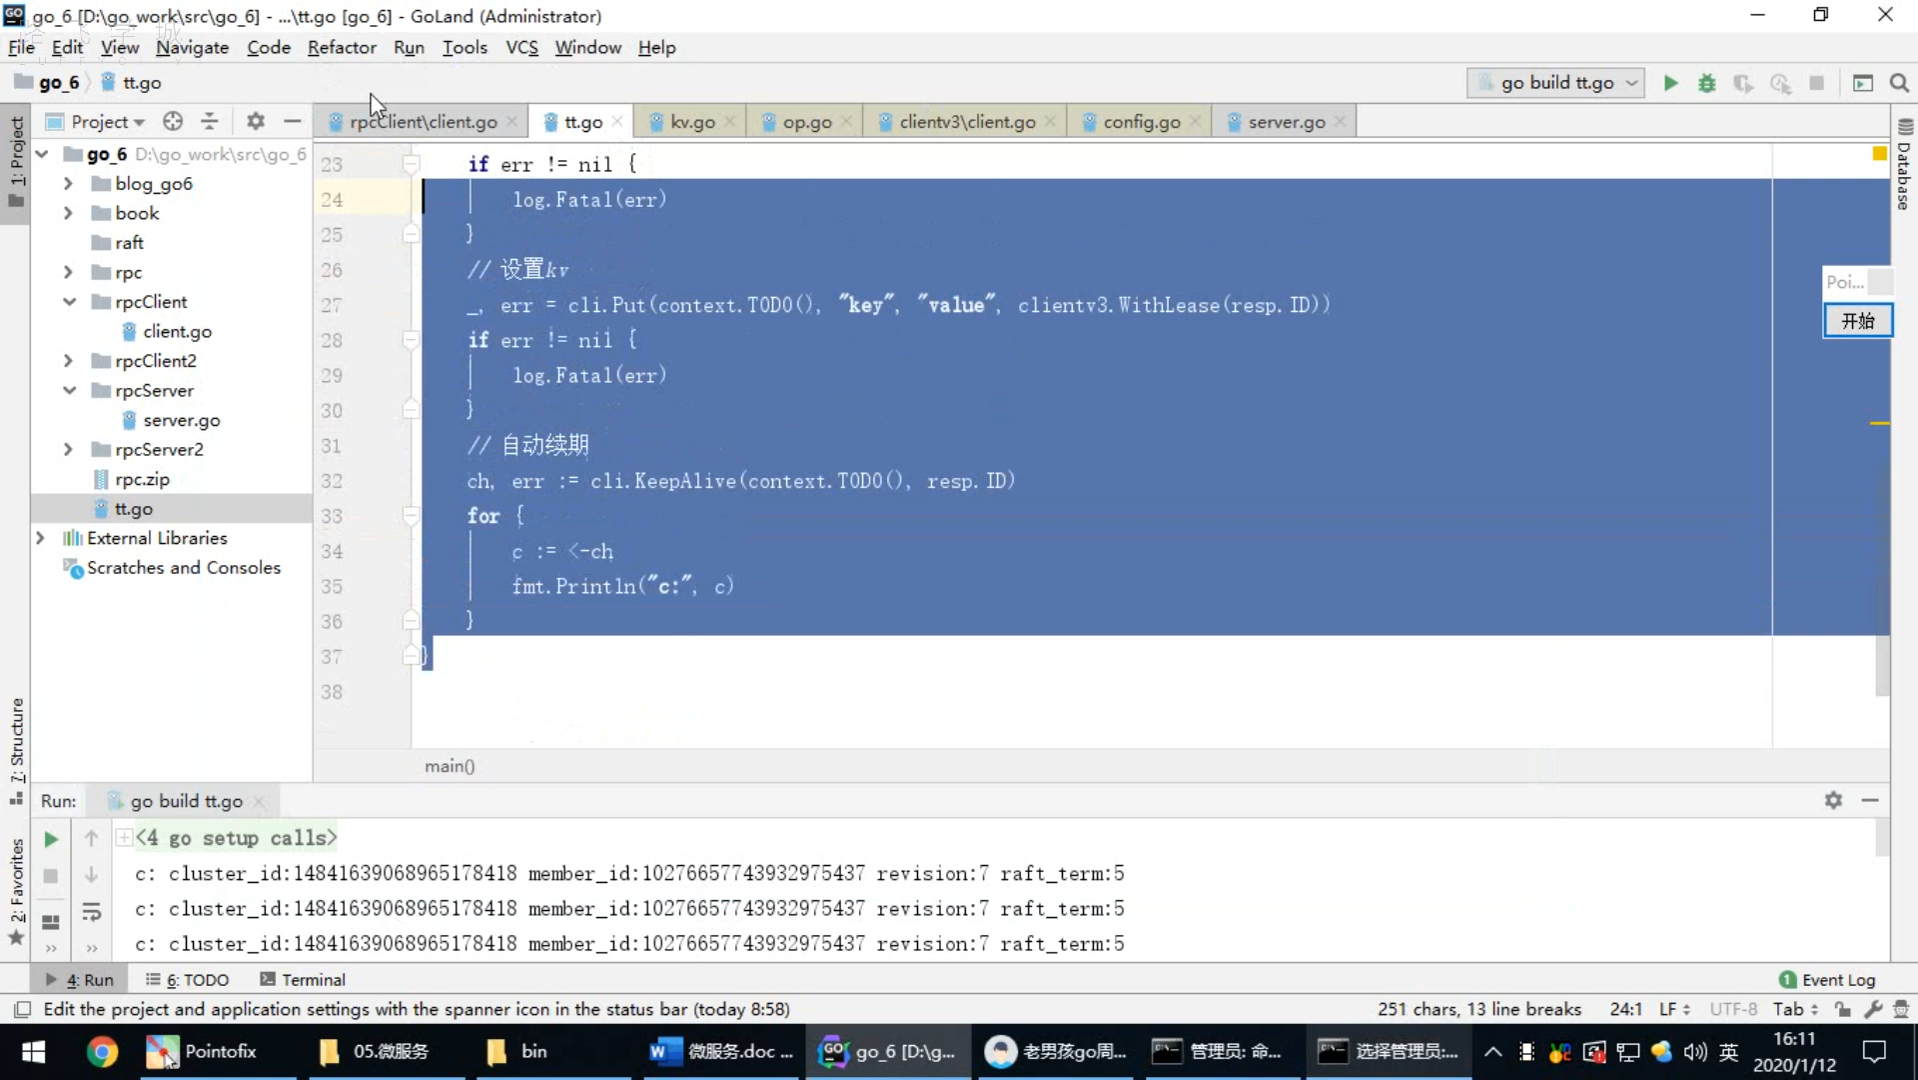 go_6 [D:\go_work\src\go_6] - ...\tt.go [go_6] - GoLand (Administrator)
File Edit View Navigate Code Refactor Run Tools VCS Window Help
go_6 tt.go
go build tt.go
1: Project
Project
rpcClient\client.go tt.go kv.go op.go clientv3\client.go config.go server.go
Database
go_6 D:\go_work\src\go_6
blog_go6
book
raft
rpc
rpcClient
client.go
rpcClient2
rpcServer
server.go
rpcServer2
rpc.zip
tt.go
External Libraries
Scratches and Consoles
23 if err != nil {
24 log.Fatal(err)
25 }
26 // 设置kv
27 _, err = cli.Put(context.TODO(), "key", "value", clientv3.WithLease(resp.ID))
28 if err != nil {
29 log.Fatal(err)
30 }
31 // 自动续期
32 ch, err := cli.KeepAlive(context.TODO(), resp.ID)
33 for {
34 c := <-ch
35 fmt.Println("c:", c)
36 }
37 }
38
Poi...
开始
main()
7: Structure
2: Favorites
Run: go build tt.go
<4 go setup calls>
c: cluster_id:14841639068965178418 member_id:10276657743932975437 revision:7 raft_term:5
c: cluster_id:14841639068965178418 member_id:10276657743932975437 revision:7 raft_term:5
c: cluster_id:14841639068965178418 member_id:10276657743932975437 revision:7 raft_term:5
4: Run 6: TODO Terminal 1 Event Log
Edit the project and application settings with the spanner icon in the status bar (today 8:58) 251 chars, 13 line breaks 24:1 LF UTF-8 Tab
Pointofix 05.微服务 bin 微服务.doc ... go_6 [D:\g... 老男孩go周... 管理员: 命... 选择管理员:... 英 16:11
2020/1/12